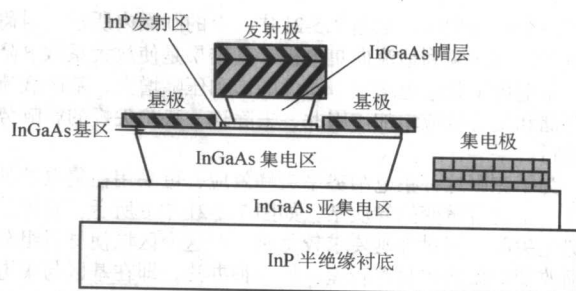 InP发射区
发射极
InGaAs帽层
基极
基极
InGaAs基区
集电极
InGaAs 集电区
InGaAs 亚集电区
InP 半绝缘衬底